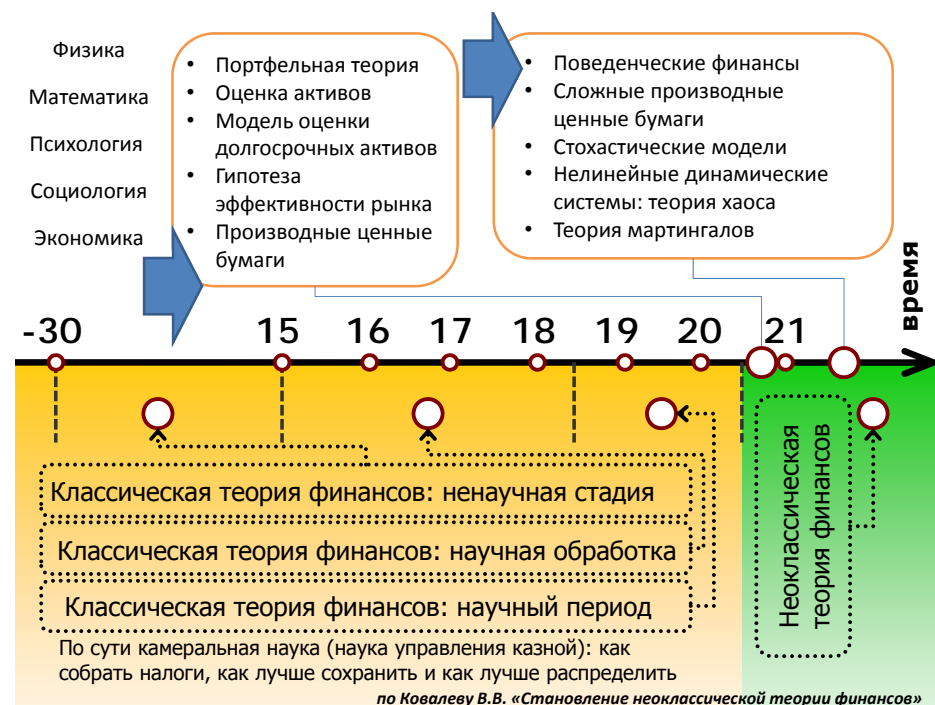 Физика
Математика
Психология
Социология
Экономика
• Портфельная теория
• Оценка активов
• Модель оценки
долгосрочных активов
• Гипотеза
эффективности рынка
• Производные ценные
бумаги
• Поведенческие финансы
• Сложные производные
ценные бумаги
• Стохастические модели
• Нелинейные динамические
системы: теория хаоса
• Теория мартингалов
время
-30 15 16 17 18 19 20 21
Классическая теория финансов: ненаучная стадия
Классическая теория финансов: научная обработка
Классическая теория финансов: научный период
Неоклассическая
теория финансов
По сути камеральная наука (наука управления казной): как
собрать налоги, как лучше сохранить и как лучше распределить
по Ковалеву В.В. «Становление неоклассической теории финансов»